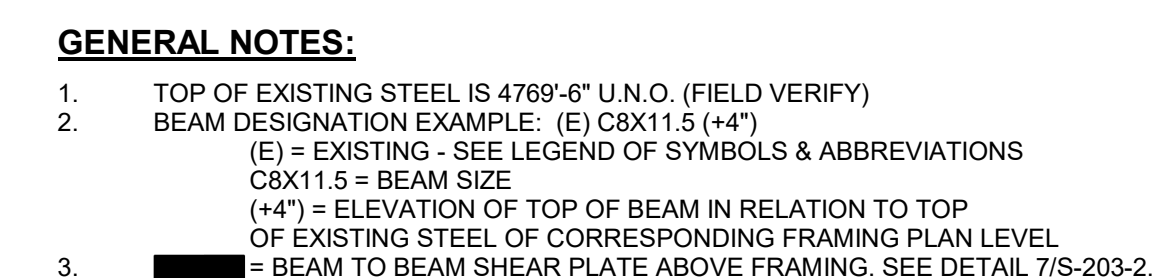 GENERAL NOTES:
1. TOP OF EXISTING STEEL IS 4769'-6" U.N.O. (FIELD VERIFY)
2. BEAM DESIGNATION EXAMPLE: (E) C8X11.5 (+4")
(E) = EXISTING - SEE LEGEND OF SYMBOLS & ABBREVIATIONS
C8X11.5 = BEAM SIZE
(+4") = ELEVATION OF TOP OF BEAM IN RELATION TO TOP
OF EXISTING STEEL OF CORRESPONDING FRAMING PLAN LEVEL
3. = BEAM TO BEAM SHEAR PLATE ABOVE FRAMING. SEE DETAIL 7/S-203-2.